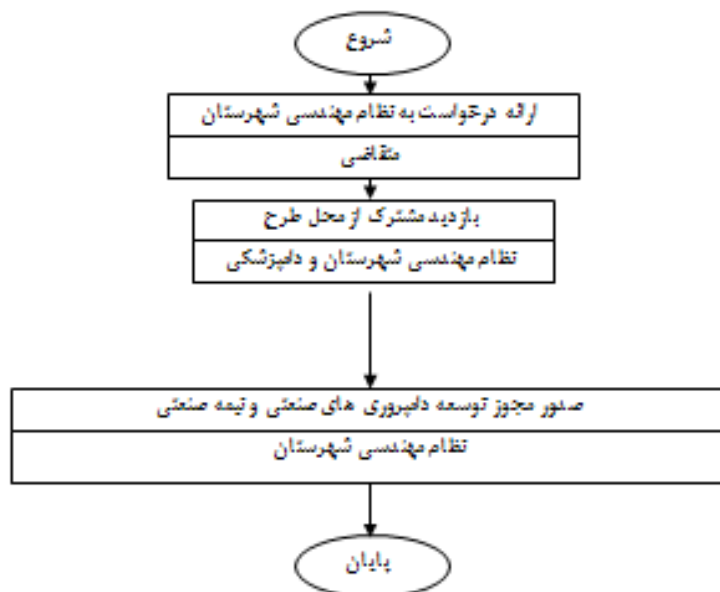 شروع
ارائه درخواست به نظام مهندسی شهرستان
متقاضی
بازدید مشترک از محل طرح
نظام مهندسی شهرستان و دامپزشکی
صدور مجوز توسعه دامپروری های صنعتی و نیمه صنعتی
نظام مهندسی شهرستان
پایان